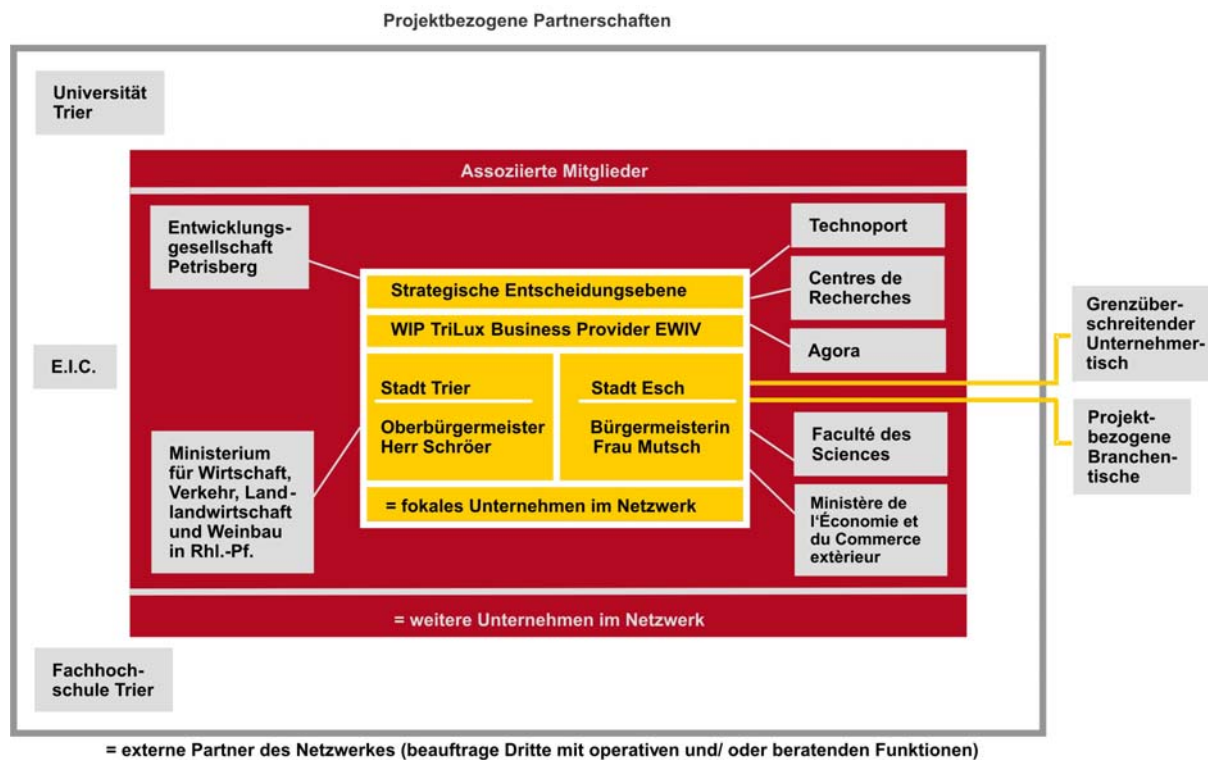 Projektbezogene Partnerschaften
Universität
Trier
Assoziierte Mitglieder
Entwicklungs-
gesellschaft
Petrisberg
Technoport
Centres de
Recherches
Agora
Strategische Entscheidungsebene
WIP TriLux Business Provider EWIV
Stadt Trier
Oberbürgermeister
Herr Schröer
Stadt Esch
Bürgermeisterin
Frau Mutsch
= fokales Unternehmen im Netzwerk
E.I.C.
Ministerium
für Wirtschaft,
Verkehr, Land-
landwirtschaft
und Weinbau
in Rhl.-Pf.
Faculté des
Sciences
Ministère de
l‘Économie et
du Commerce
extèrieur
Grenzüber-
schreitender
Unternehmer-
tisch
Projekt-
bezogene
Branchen-
tische
= weitere Unternehmen im Netzwerk
Fachhoch-
schule Trier
= externe Partner des Netzwerkes (beauftrage Dritte mit operativen und/ oder beratenden Funktionen)